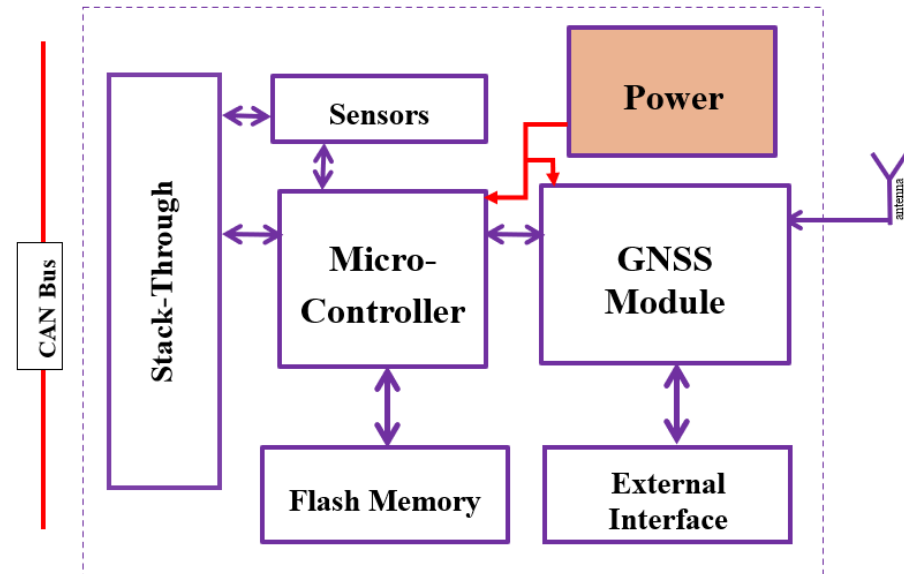 CAN Bus
Stack-Through
Sensors
Power
antenna
Micro-
Controller
GNSS
Module
Flash Memory
External
Interface